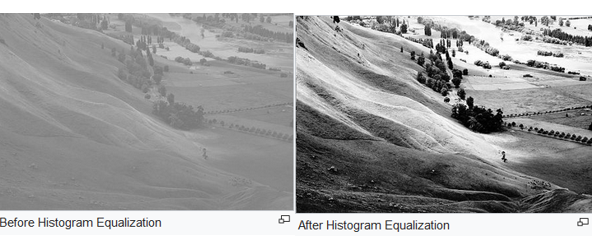 Before Histogram Equalization
After Histogram Equalization